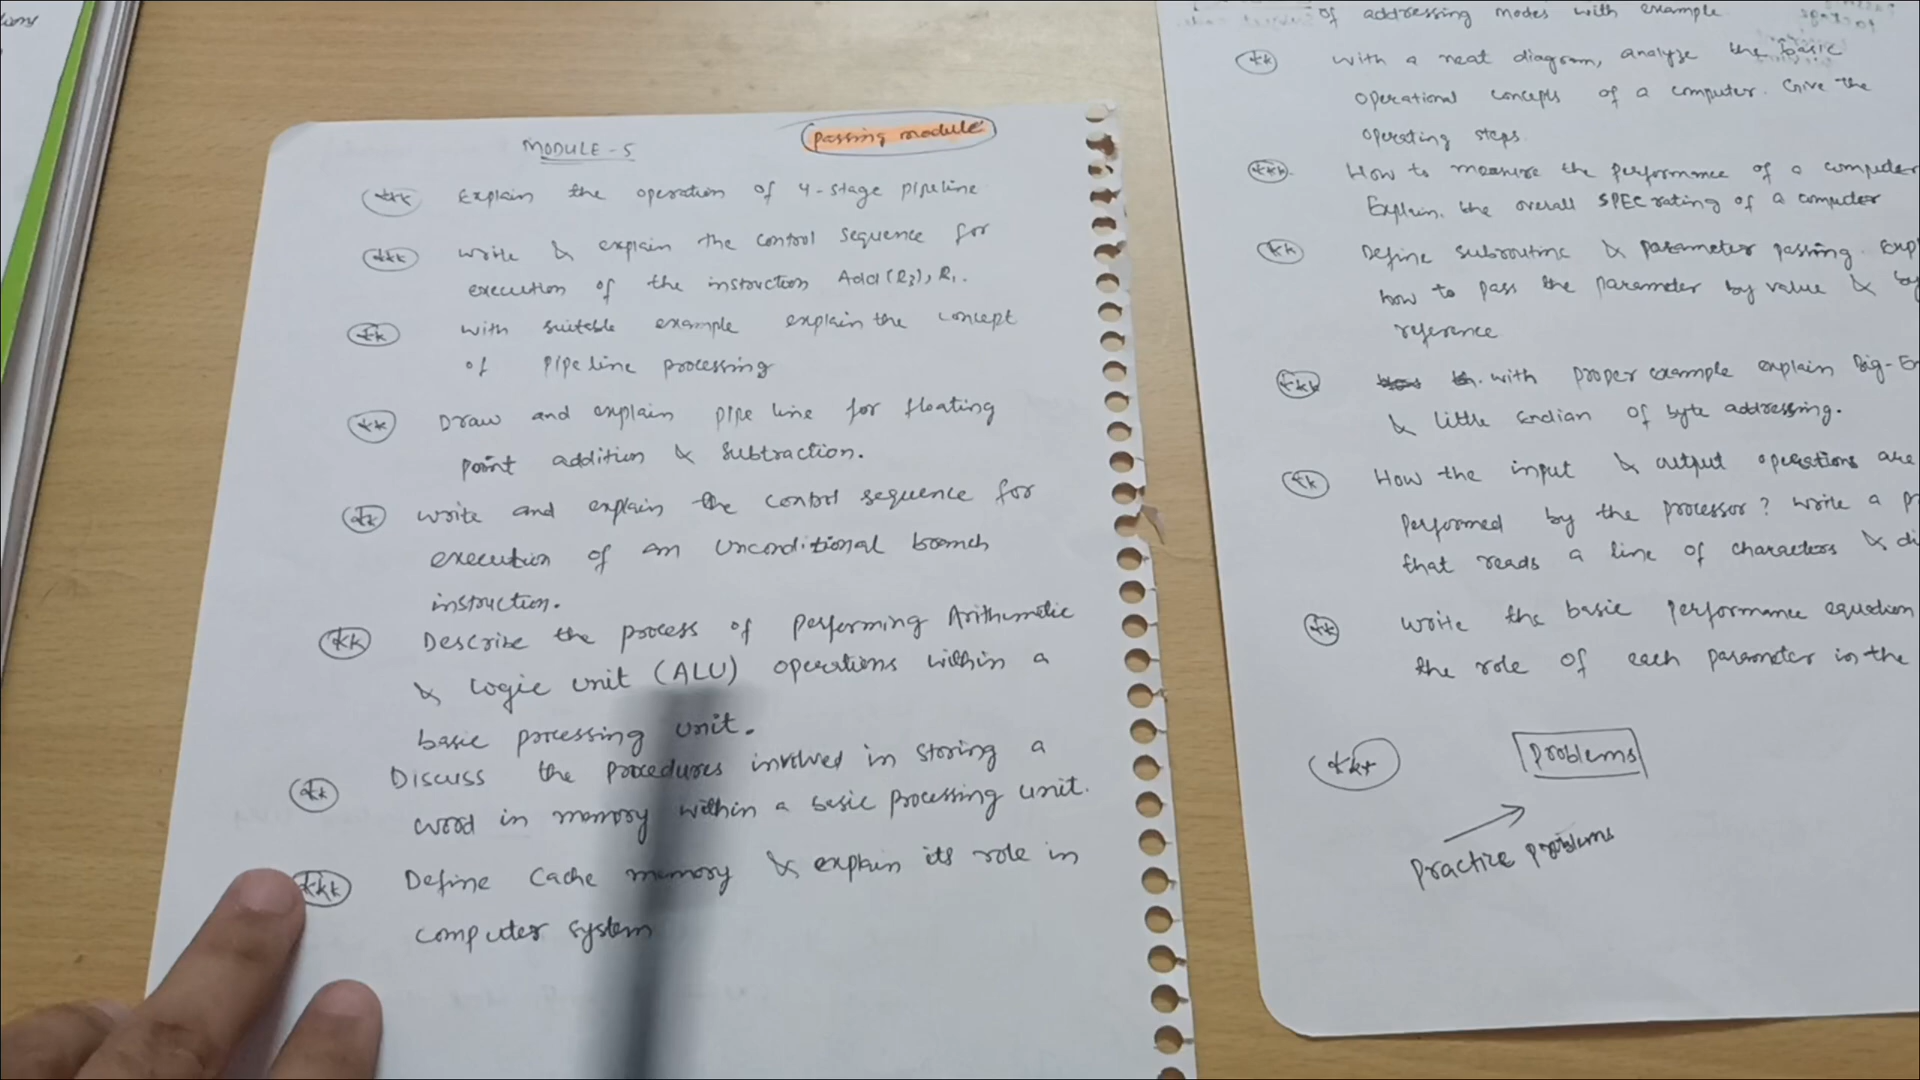 MODULE - 5
passing module
*** Explain the operation of 4-stage pipeline
*** write & explain the control sequence for
execution of the instruction Add (R3), R1.
** with suitable example explain the concept
of pipeline processing
** Draw and explain pipe line for floating
point addition & subtraction.
** write and explain the control sequence for
execution of an unconditional branch
instruction.
** Describe the process of performing Arithmetic
& Logic unit (ALU) operations within a
basic processing unit.
** Discuss the procedures involved in storing a
word in memory within a basic processing unit.
*** Define Cache memory & explain its role in
computer system
of addressing modes with example
** with a neat diagram, analyze the basic
operational concepts of a computer. Give the
operating steps.
*** How to measure the performance of a computer
Explain. the overall SPEC rating of a computer
** Define subroutine & parameter passing.
how to pass the parameter by value & by
reference
*** with proper example explain Big-
& little Endian of byte addressing.
** How the input & output operations are
performed by the processor? write a
that reads a line of characters &
** write the basic performance equation
the role of each parameter in the
*** Problems
Practice problems